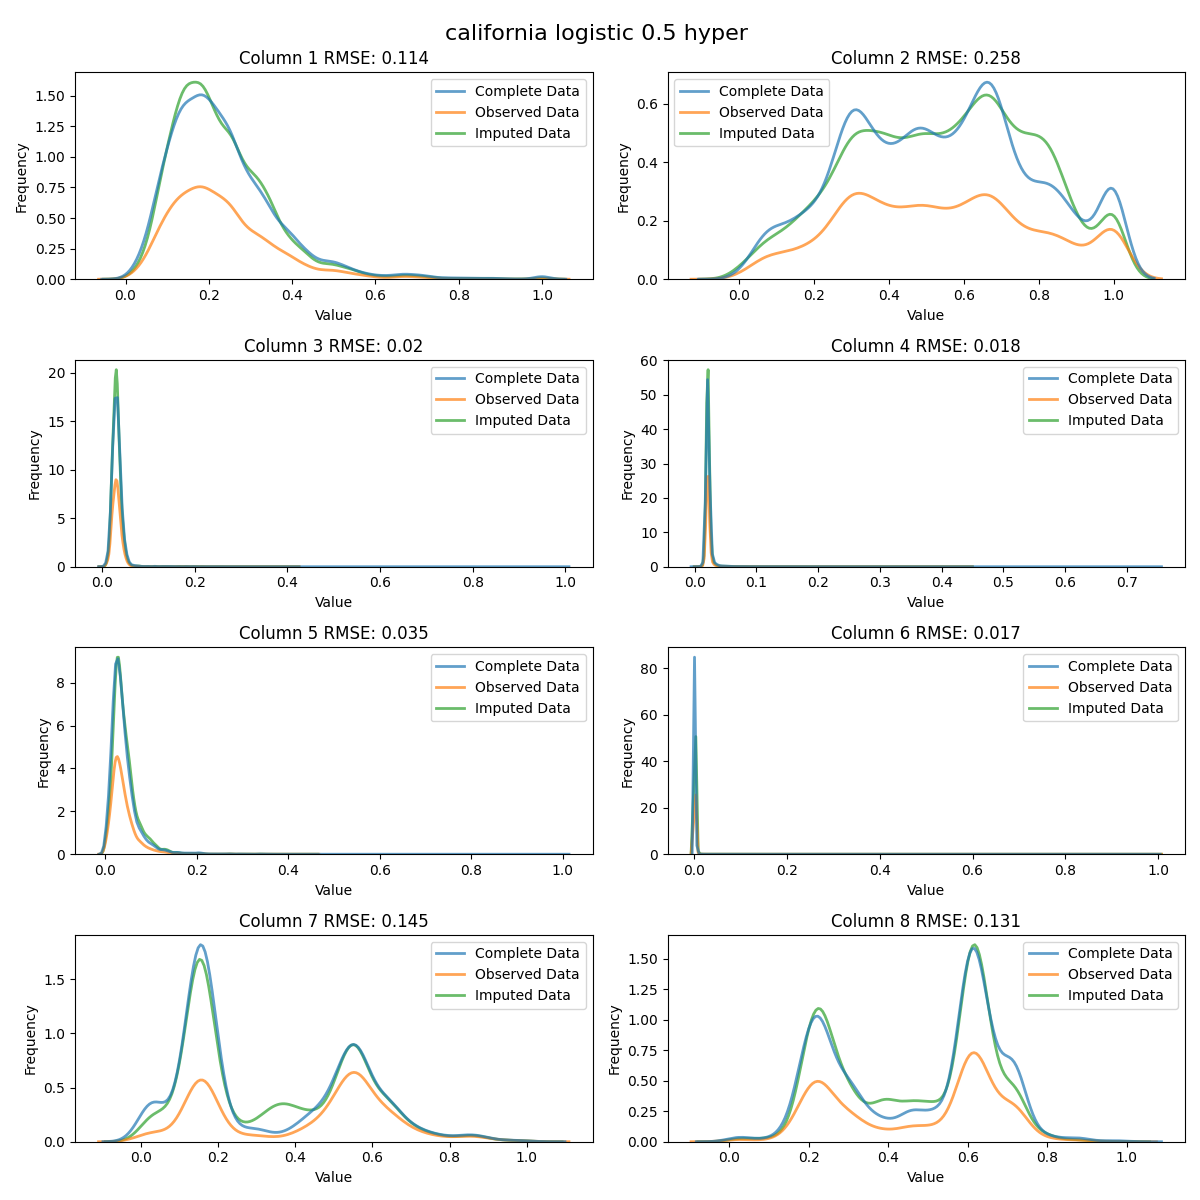 california logistic 0.5 hyper
Column 1 RMSE: 0.114
Frequency
1.50
1.25
1.00
0.75
0.50
0.25
0.00
Complete Data
Observed Data
Imputed Data
0.0 0.2 0.4 0.6 0.8 1.0
Value
Column 2 RMSE: 0.258
Frequency
0.6
0.4
0.2
0.0
Complete Data
Observed Data
Imputed Data
0.0 0.2 0.4 0.6 0.8 1.0
Value
Column 3 RMSE: 0.02
Frequency
20
15
10
5
0
Complete Data
Observed Data
Imputed Data
0.0 0.2 0.4 0.6 0.8 1.0
Value
Column 4 RMSE: 0.018
Frequency
60
50
40
30
20
10
0
Complete Data
Observed Data
Imputed Data
0.0 0.1 0.2 0.3 0.4 0.5 0.6 0.7
Value
Column 5 RMSE: 0.035
Frequency
8
6
4
2
0
Complete Data
Observed Data
Imputed Data
0.0 0.2 0.4 0.6 0.8 1.0
Value
Column 6 RMSE: 0.017
Frequency
80
60
40
20
0
Complete Data
Observed Data
Imputed Data
0.0 0.2 0.4 0.6 0.8 1.0
Value
Column 7 RMSE: 0.145
Frequency
1.5
1.0
0.5
0.0
Complete Data
Observed Data
Imputed Data
0.0 0.2 0.4 0.6 0.8 1.0
Value
Column 8 RMSE: 0.131
Frequency
1.50
1.25
1.00
0.75
0.50
0.25
0.00
Complete Data
Observed Data
Imputed Data
0.0 0.2 0.4 0.6 0.8 1.0
Value